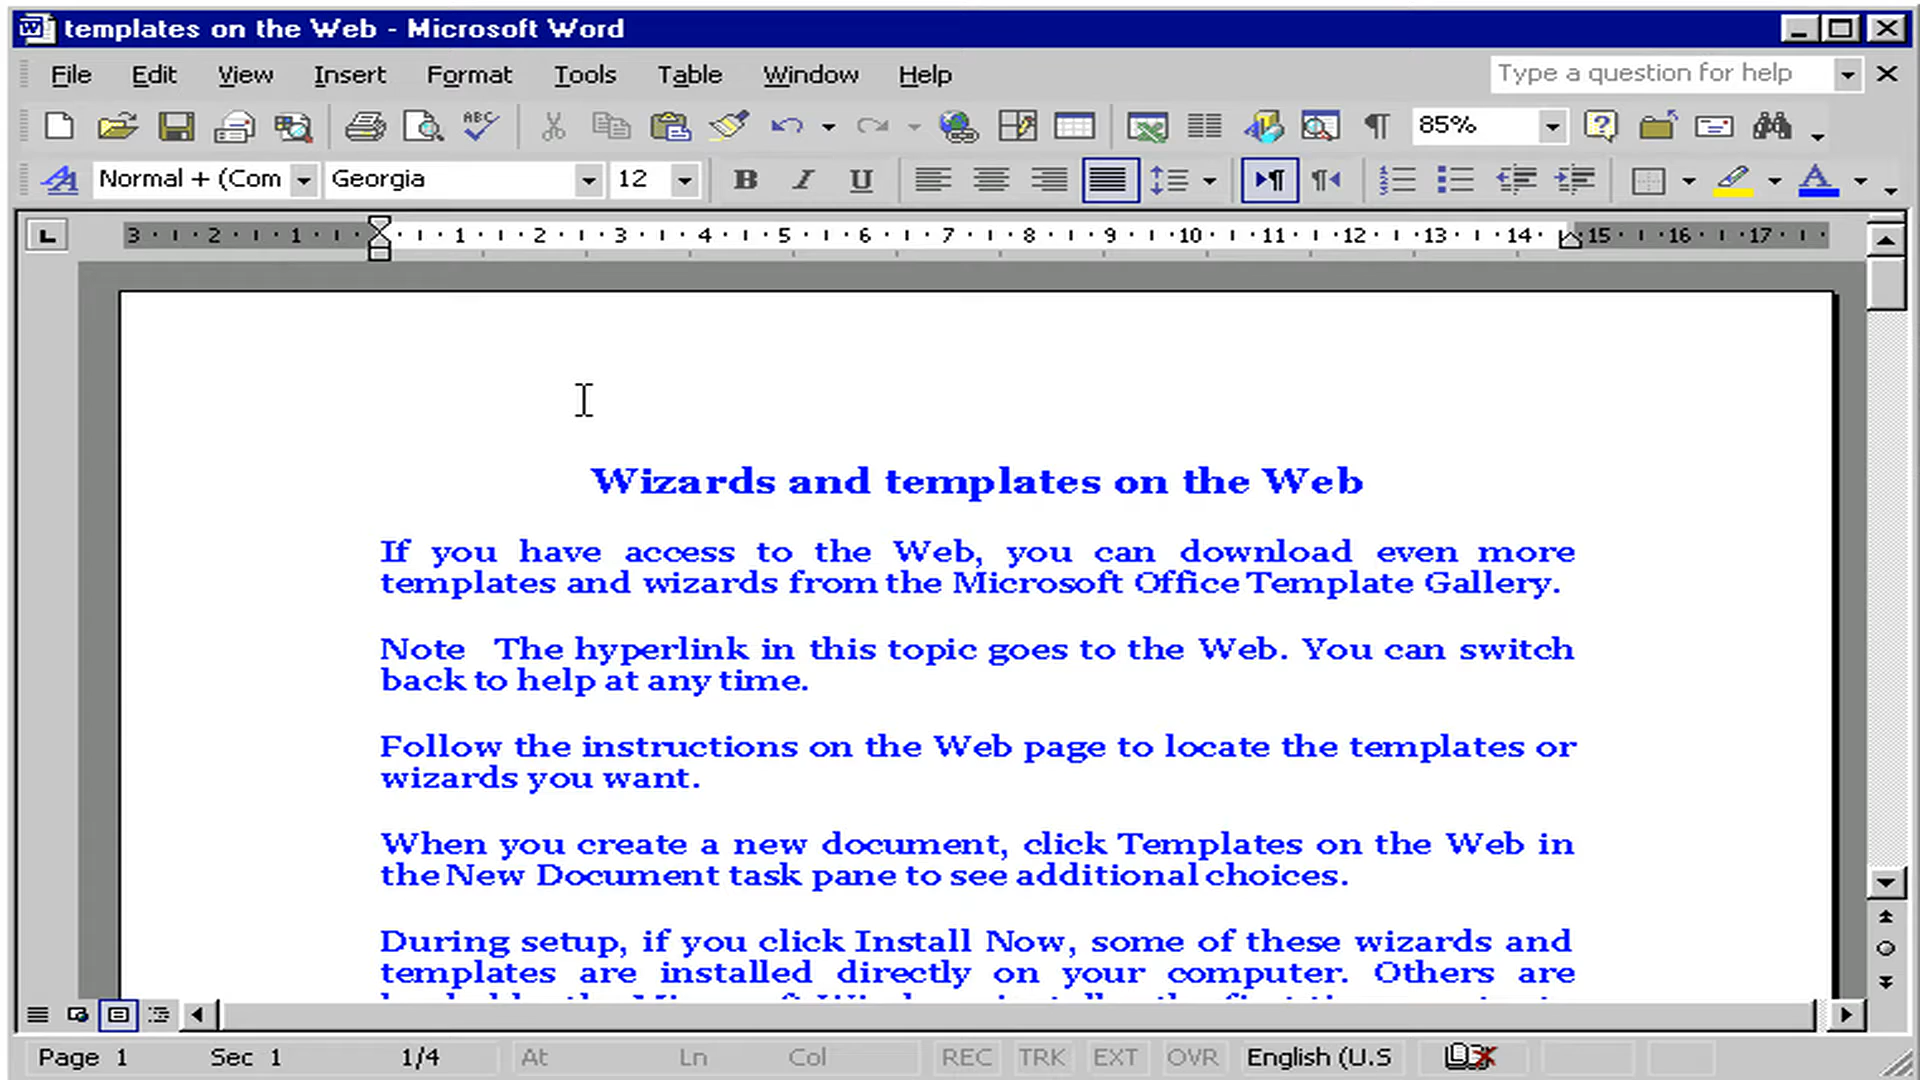 templates on the Web - Microsoft Word
File Edit View Insert Format Tools Table Window Help Type a question for help
ABC 85%
Normal + (Com Georgia 12 B I U
3 2 1 1 2 3 4 5 6 7 8 9 10 11 12 13 14 15 16 17
Wizards and templates on the Web
If you have access to the Web, you can download even more
templates and wizards from the Microsoft Office Template Gallery.
Note The hyperlink in this topic goes to the Web. You can switch
back to help at any time.
Follow the instructions on the Web page to locate the templates or
wizards you want.
When you create a new document, click Templates on the Web in
the New Document task pane to see additional choices.
During setup, if you click Install Now, some of these wizards and
templates are installed directly on your computer. Others are
Page 1 Sec 1 1/4 At Ln Col REC TRK EXT OVR English (U.S